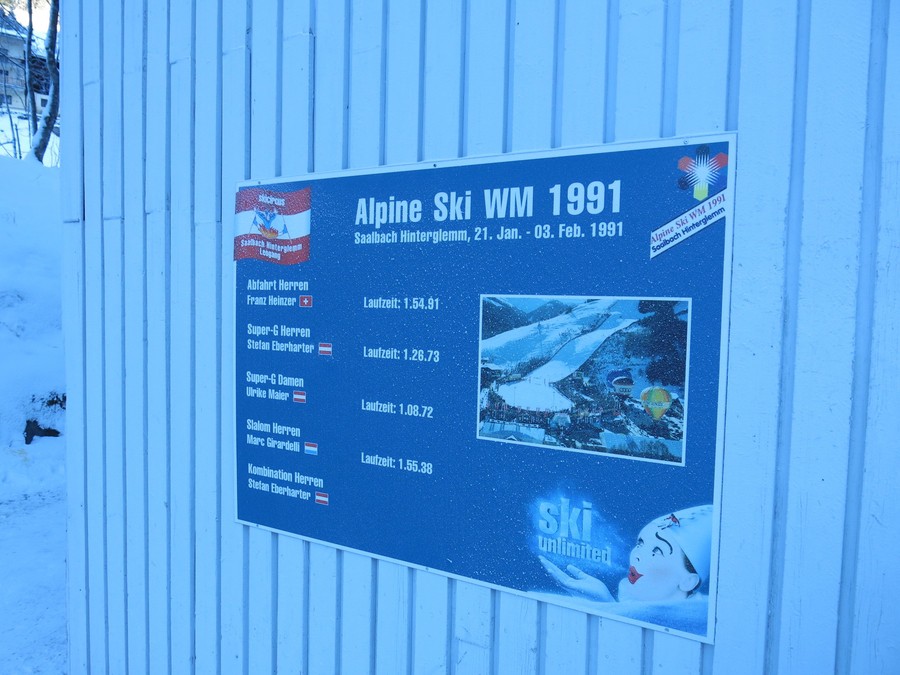 skicircus
Saalbach Hinterglemm
Leogang
Alpine Ski WM 1991
Saalbach Hinterglemm, 21. Jan. - 03. Feb. 1991
Alpine Ski WM 1991
Saalbach Hinterglemm
Abfahrt Herren
Franz Heinzer
Laufzeit: 1.54.91
Super-G Herren
Stefan Eberharter
Laufzeit: 1.26.73
Super-G Damen
Ulrike Maier
Laufzeit: 1.08.72
Slalom Herren
Marc Girardelli
Laufzeit: 1.55.38
Kombination Herren
Stefan Eberharter
ski
unlimited